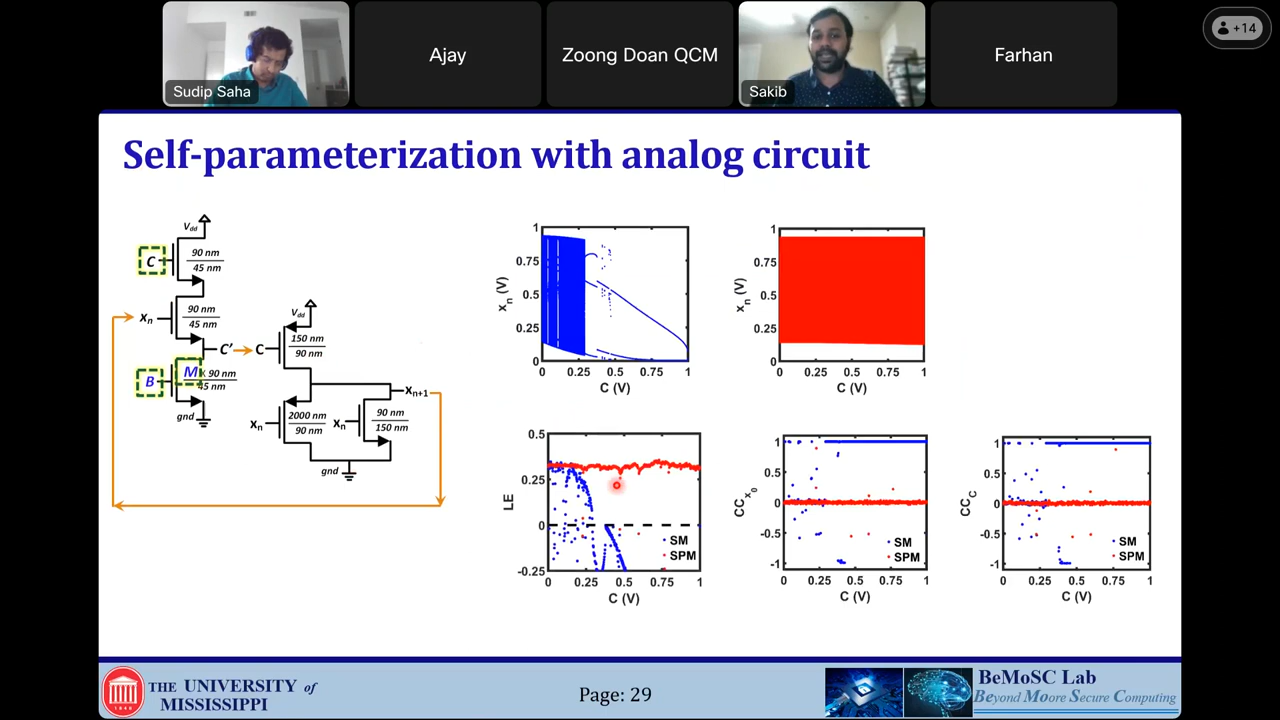 Sudip Saha
Ajay
Zoong Doan QCM
Sakib
Farhan
+14
Self-parameterization with analog circuit
Vdd
C
90 nm
45 nm
xn
90 nm
45 nm
C'
C
B
M x 90 nm
45 nm
gnd
Vdd
150 nm
90 nm
xn+1
xn
2000 nm
90 nm
xn
90 nm
150 nm
gnd
1
0.75
0.5
0.25
0
xn (V)
0 0.25 0.5 0.75 1
C (V)
1
0.75
0.5
0.25
0
xn (V)
0 0.25 0.5 0.75 1
C (V)
0.5
0.25
0
-0.25
LE
SM
SPM
0 0.25 0.5 0.75 1
C (V)
1
0.5
0
-0.5
-1
CCx0
SM
SPM
0 0.25 0.5 0.75 1
C (V)
1
0.5
0
-0.5
-1
CCC
SM
SPM
0 0.25 0.5 0.75 1
C (V)
1848
THE UNIVERSITY of
MISSISSIPPI
Page: 29
BeMoSC Lab
Beyond Moore Secure Computing